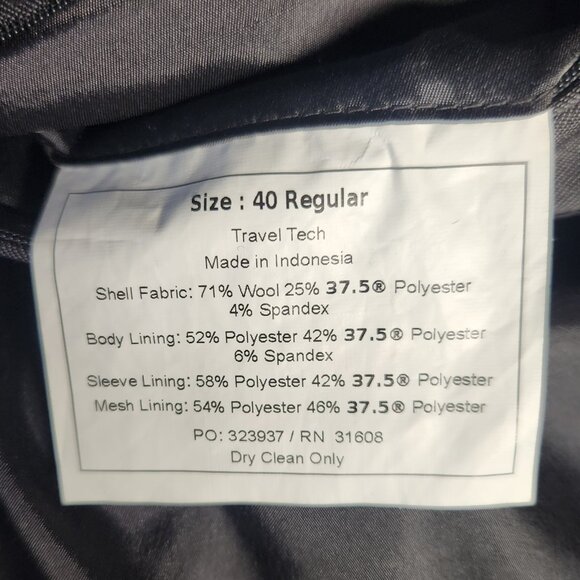 Size : 40 Regular
Travel Tech
Made in Indonesia
Shell Fabric: 71% Wool 25% 37.5® Polyester
4% Spandex
Body Lining: 52% Polyester 42% 37.5® Polyester
6% Spandex
Sleeve Lining: 58% Polyester 42% 37.5® Polyester
Mesh Lining: 54% Polyester 46% 37.5® Polyester
PO: 323937 / RN 31608
Dry Clean Only